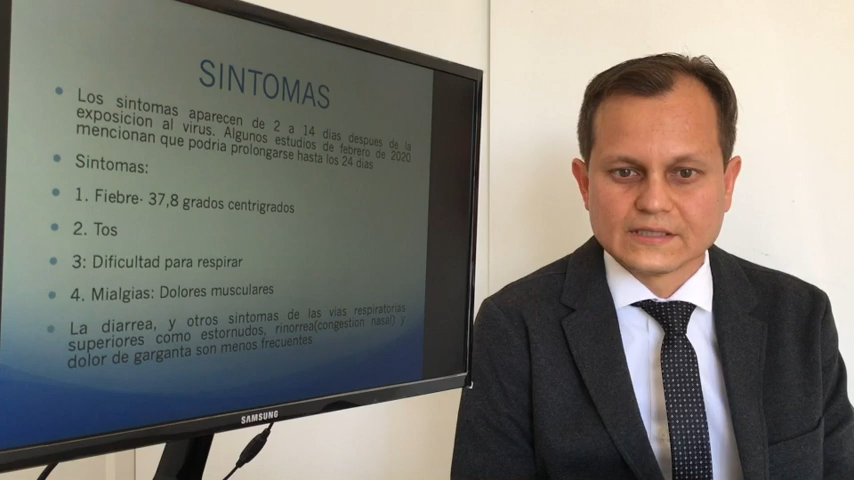 SINTOMAS
Los sintomas aparecen de 2 a 14 dias despues de la
exposicion al virus. Algunos estudios de febrero de 2020
mencionan que podria prolongarse hasta los 24 dias
Sintomas:
1. Fiebre- 37,8 grados centrigrados
2. Tos
3: Dificultad para respirar
4. Mialgias: Dolores musculares
La diarrea, y otros sintomas de las vias respiratorias
superiores como estornudos, rinorrea(congestion nasal) y
dolor de garganta son menos frecuentes
SAMSUNG